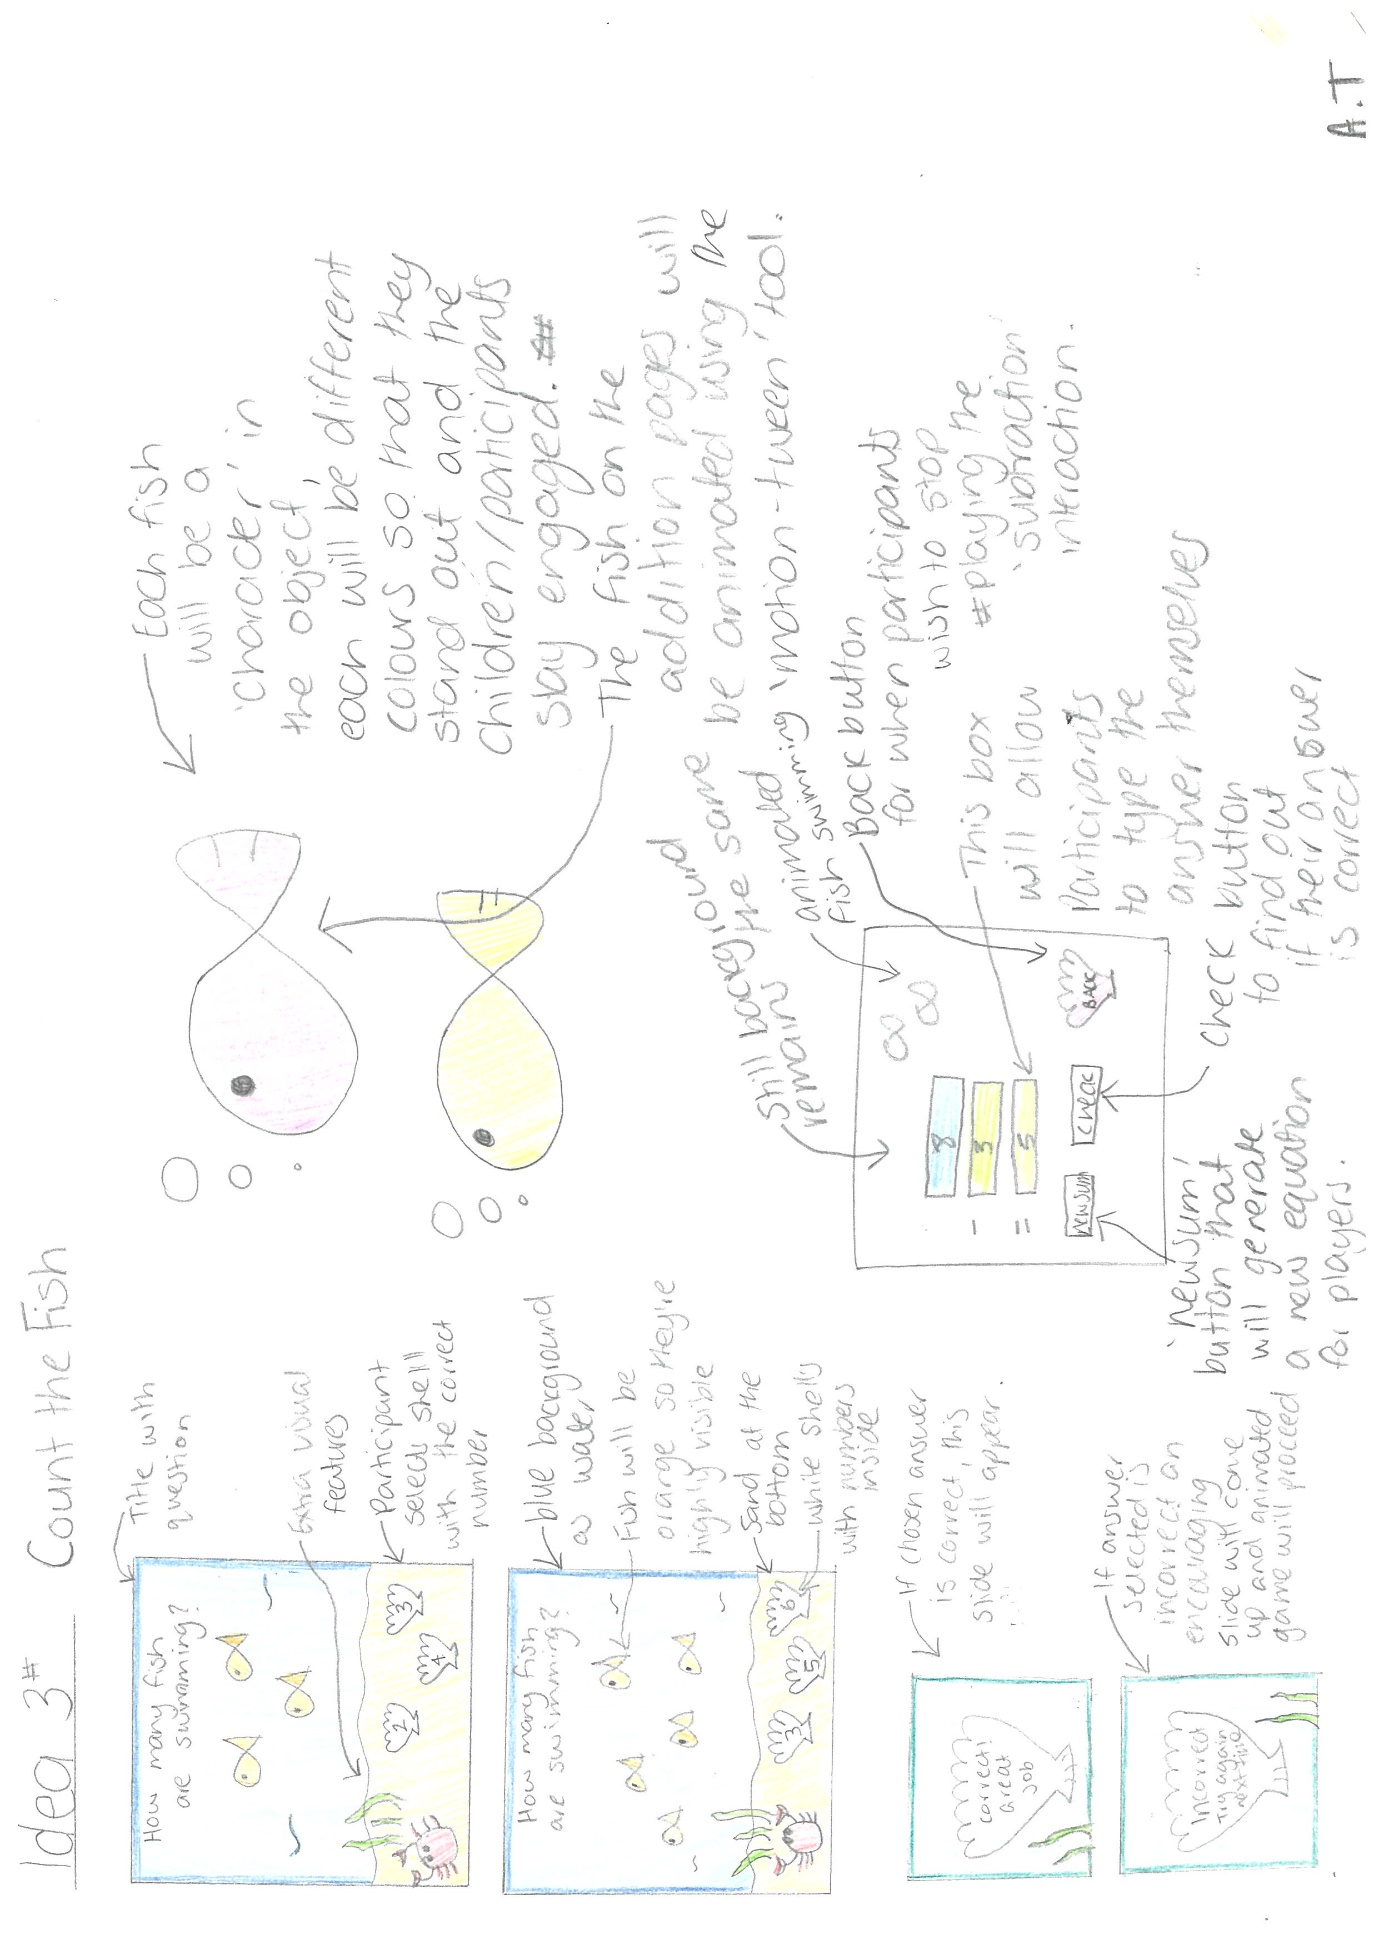 Idea 3# Count the Fish
How many fish
are swimming?
7
4
3
Title with
question
Extra visual
features
Participant
selects shell
with the correct
number
How many fish
are swimming?
3
5
6
blue background
as water
Fish will be
orange so they're
highly visible
Sand at the
bottom
white shells
with numbers
inside
correct!
Great
Job
If chosen answer
is correct, this
slide will appear.
Incorrect
Try again
next time
If answer
selected is
incorrect an
encouraging
slide will come
up and animated
game will proceed
Each fish
will be a
'character' in
the object,
each will be different
colours so that they
stand out and the
children/participants
stay engaged.
The fish on the
addition pages will
be animated using the
'motion-tween' tool.
Still background
remains the same
animated
fish swimming
Back button
for when participants
wish to stop
playing the
'subtraction'
interaction.
This box
will allow
Participants
to type the
answer themselves
8
- 3
= 5
new sum
check
BACK
check button
to find out
if their answer
is correct
'new sum'
button that
will generate
a new equation
for players.
A.T